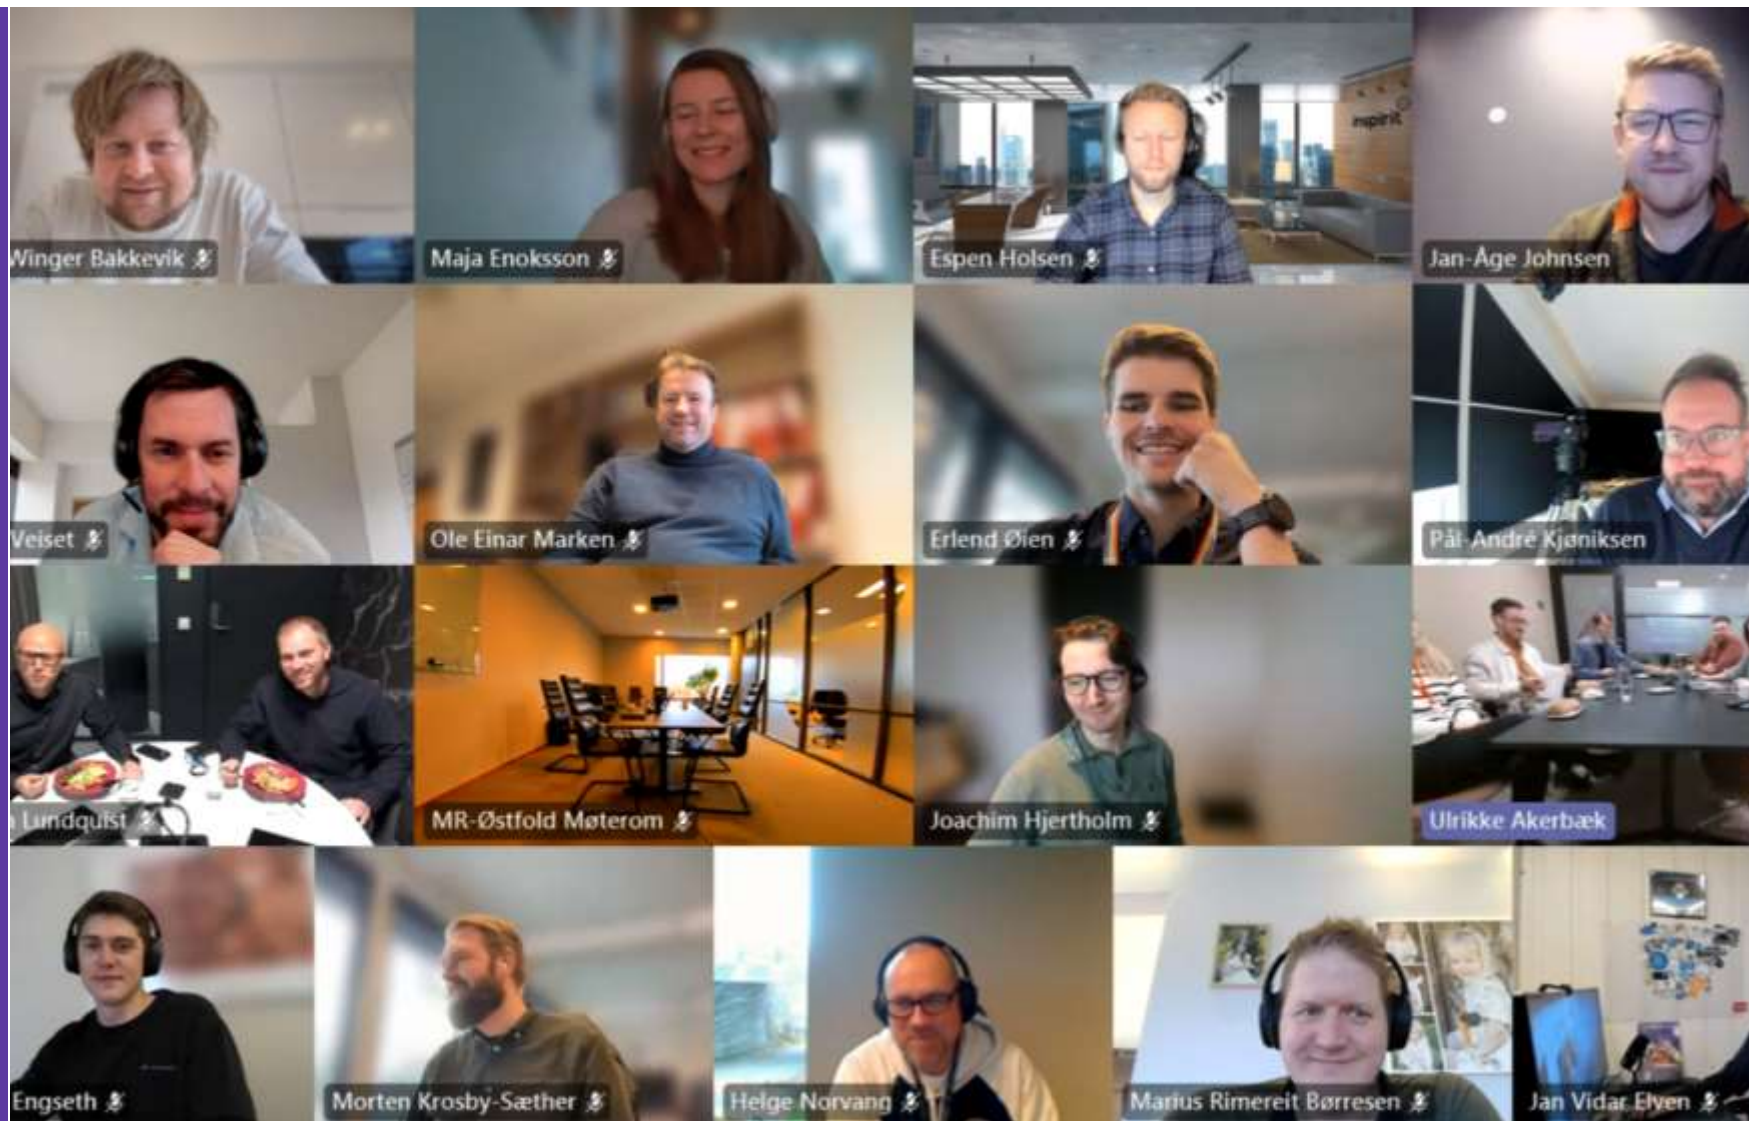 Winger Bakkevik
Maja Enoksson
inspirit
Espen Holsen
Jan-Åge Johnsen
Veiset
Ole Einar Marken
Erlend Øien
Pål-André Kjøniksen
Lundquist
MR-Østfold Møterom
Joachim Hjertholm
Ulrikke Akerbæk
Engseth
Morten Krosby-Sæther
Helge Norvang
Marius Rimereit Børresen
Jan Vidar Elven